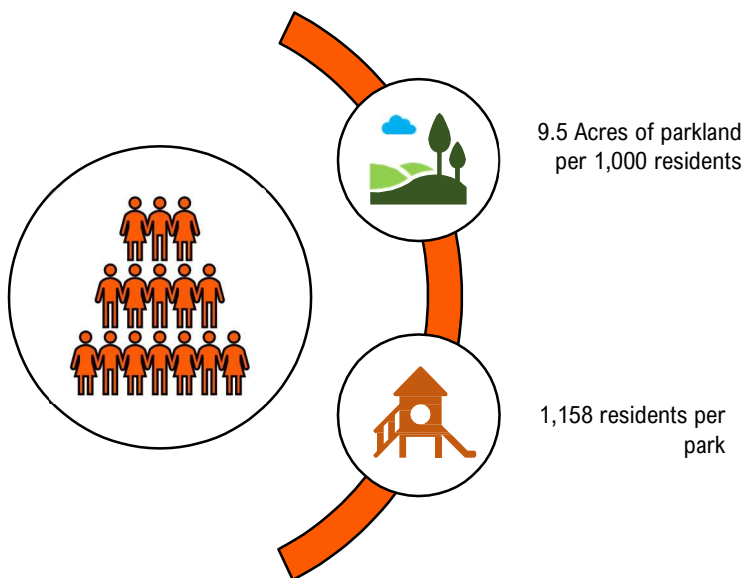 9.5 Acres of parkland
per 1,000 residents
1,158 residents per
park